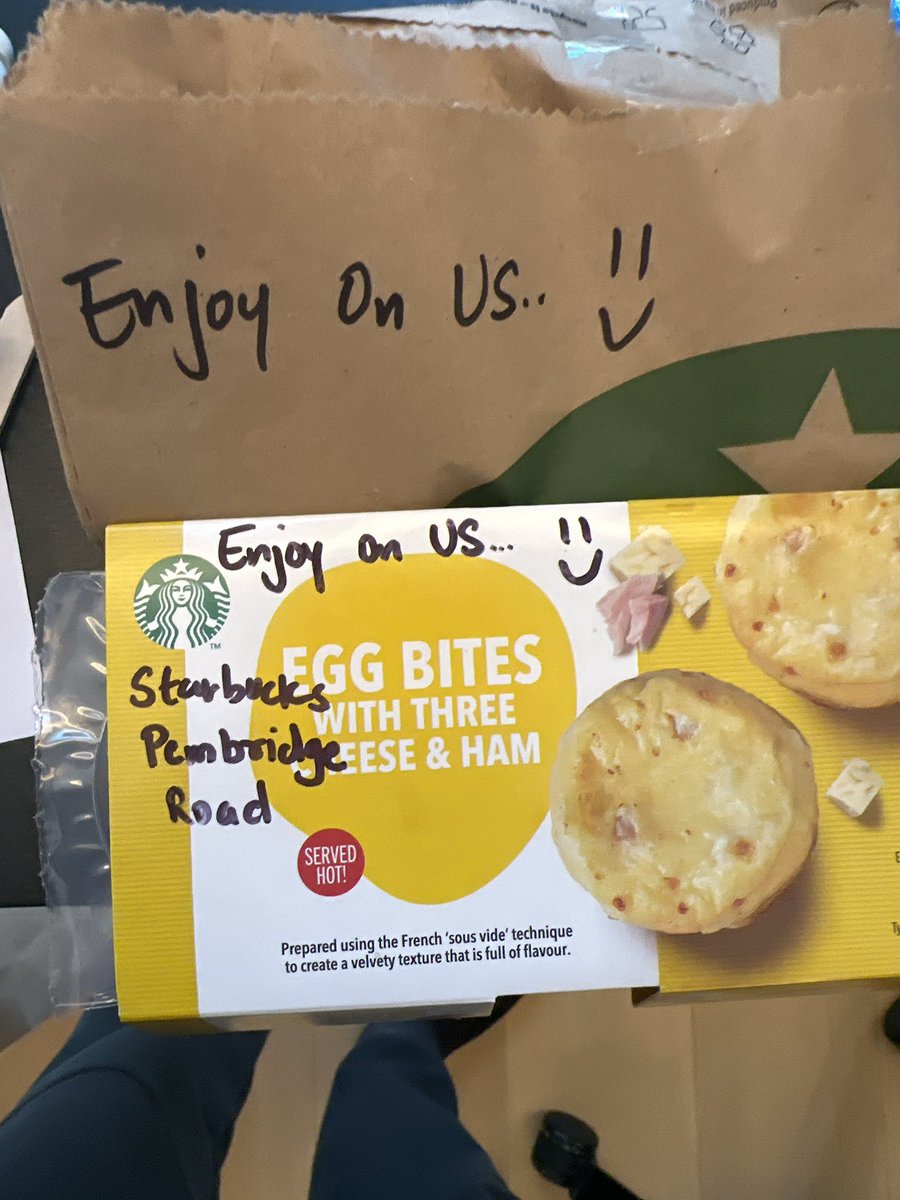 Enjoy On US..
Enjoy on US...
EGG BITES
WITH THREE
CHEESE & HAM
Starbucks
Pembridge
Road
SERVED
HOT!
Prepared using the French 'sous vide' technique
to create a velvety texture that is full of flavour.
TM